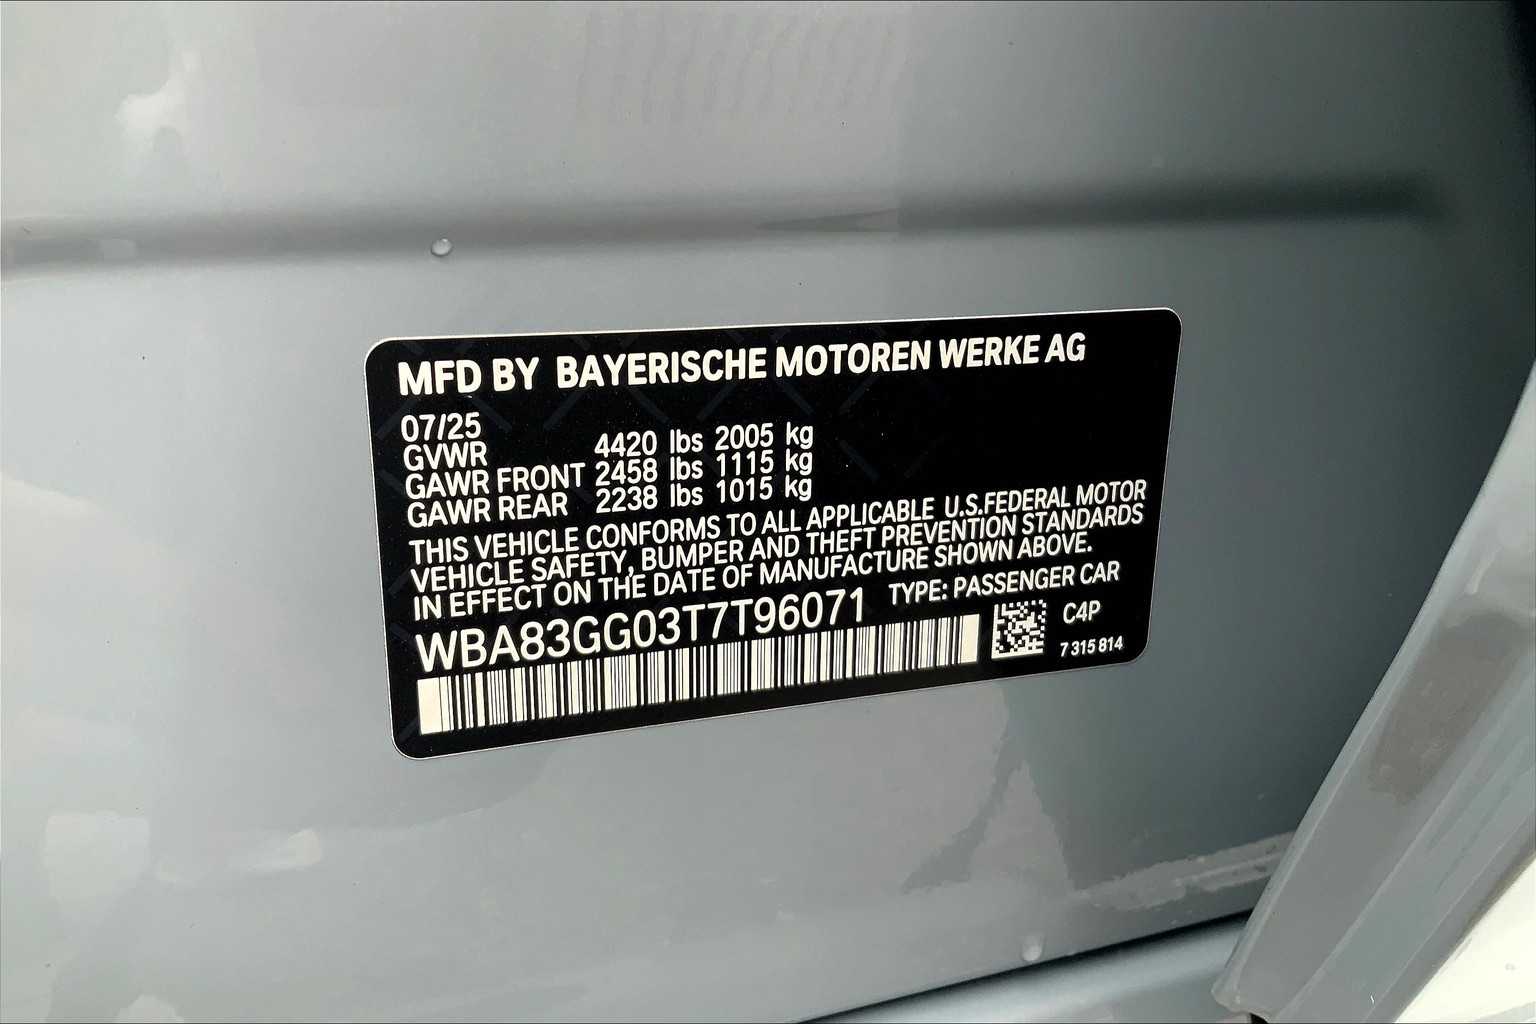 MFD BY BAYERISCHE MOTOREN WERKE AG
07/25
GVWR 4420 lbs 2005 kg
GAWR FRONT 2458 lbs 1115 kg
GAWR REAR 2238 lbs 1015 kg
THIS VEHICLE CONFORMS TO ALL APPLICABLE U.S.FEDERAL MOTOR
VEHICLE SAFETY, BUMPER AND THEFT PREVENTION STANDARDS
IN EFFECT ON THE DATE OF MANUFACTURE SHOWN ABOVE.
WBA83GG03T7T96071 TYPE: PASSENGER CAR
C4P
7 315 814